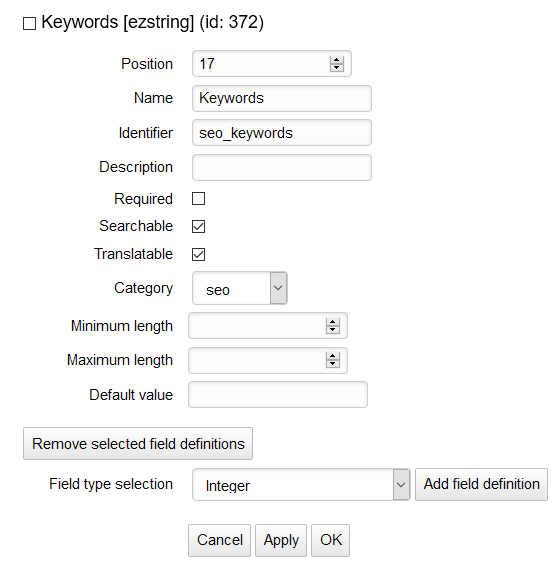 Keywords [ezstring] (id: 372)
Position 17
Name Keywords
Identifier seo_keywords
Description
Required
Searchable
Translatable
Category seo
Minimum length
Maximum length
Default value
Remove selected field definitions
Field type selection Integer Add field definition
Cancel Apply OK